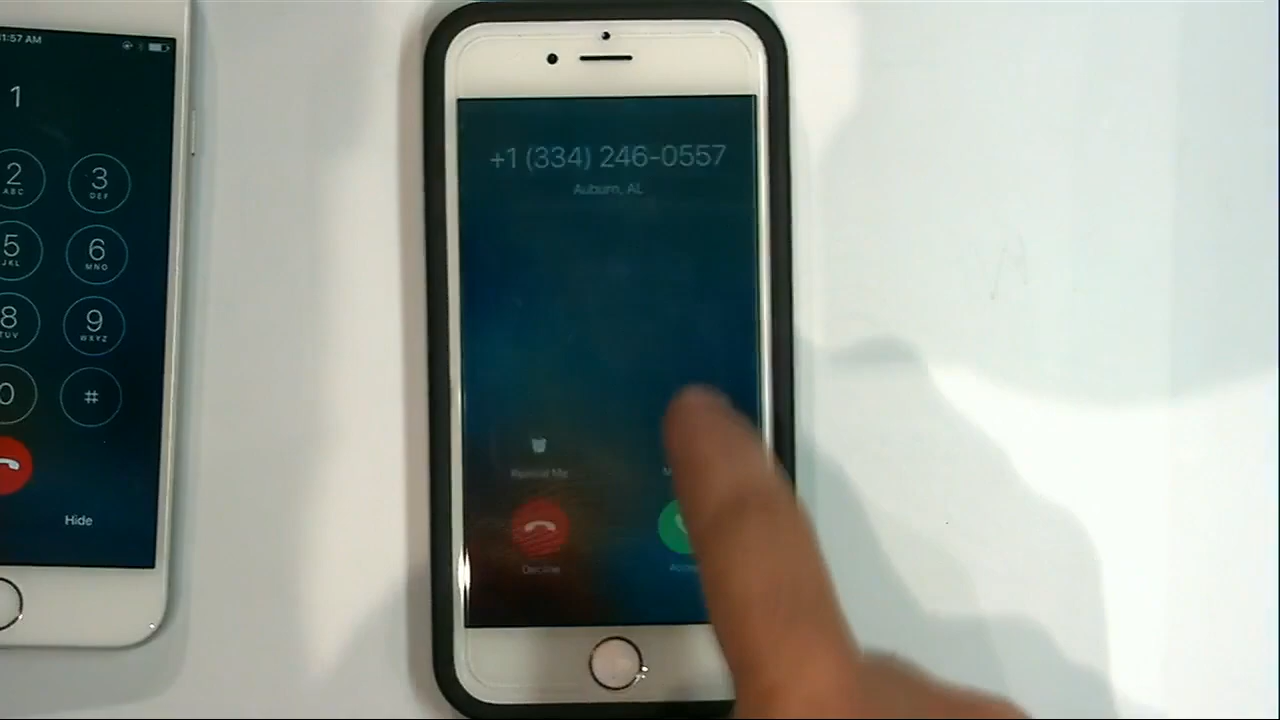 11:57 AM
1
2
ABC
3
DEF
5
JKL
6
MNO
8
TUV
9
WXYZ
0
#
Hide
+1 (334) 246-0557
Auburn, AL
Remind Me
Decline